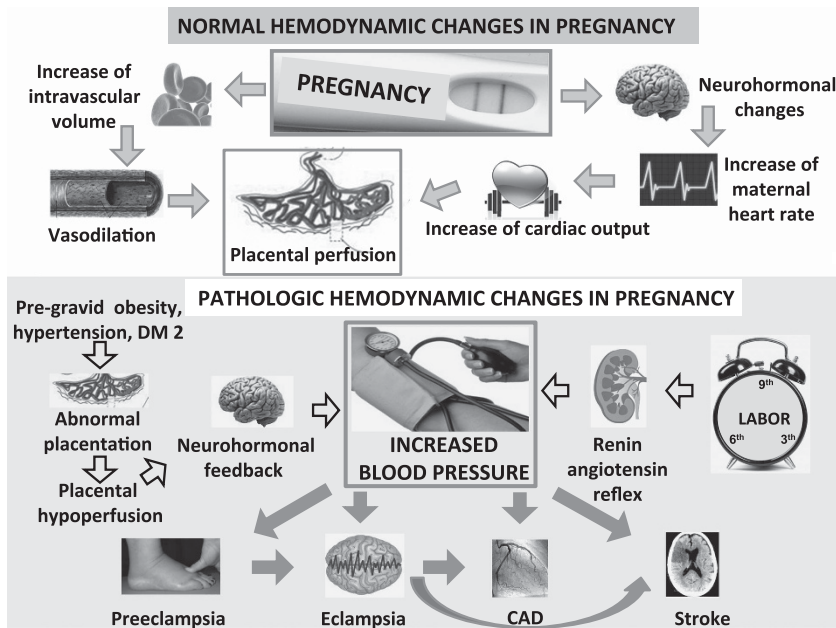 NORMAL HEMODYNAMIC CHANGES IN PREGNANCY
Increase of
intravascular
volume
PREGNANCY
Neurohormonal
changes
Vasodilation
Placental perfusion
Increase of cardiac output
Increase of
maternal
heart rate
PATHOLOGIC HEMODYNAMIC CHANGES IN PREGNANCY
Pre-gravid obesity,
hypertension, DM 2
Abnormal
placentation
Placental
hypoperfusion
Neurohormonal
feedback
INCREASED
BLOOD PRESSURE
Renin
angiotensin
reflex
9th
LABOR
6th
3th
Preeclampsia
Eclampsia
CAD
Stroke